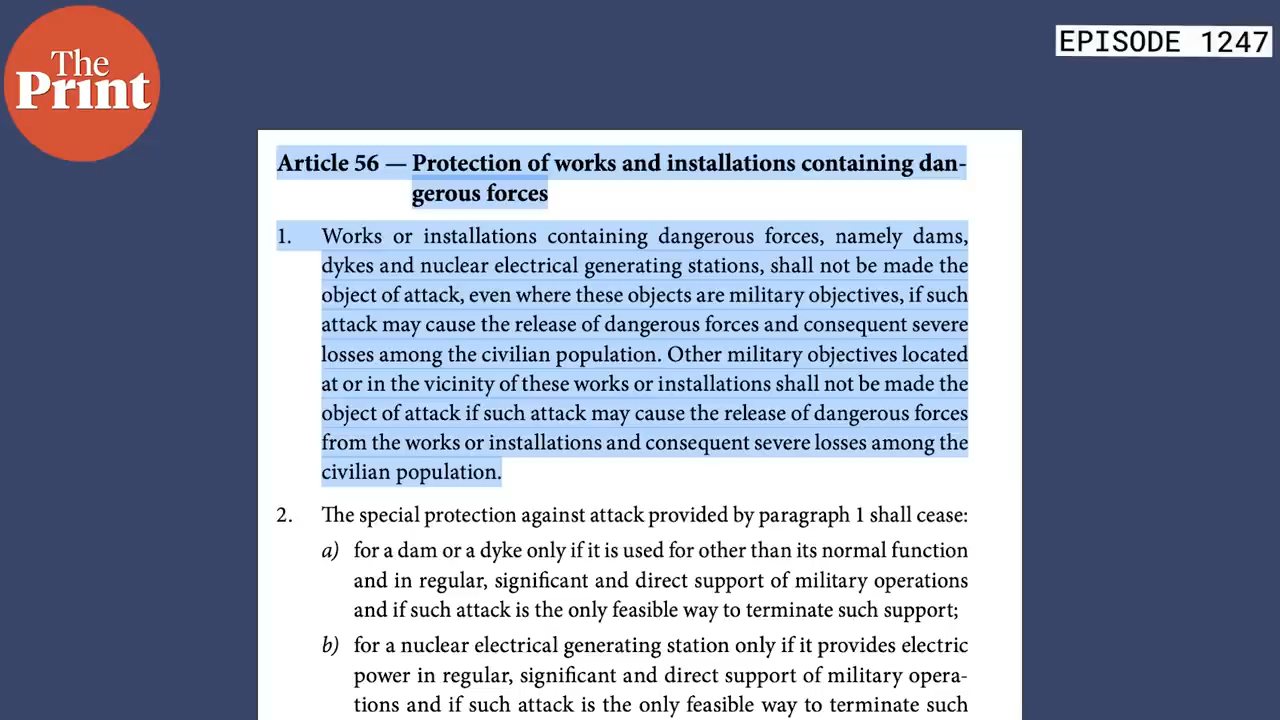 The
Print
EPISODE 1247
Article 56 — Protection of works and installations containing dan-
gerous forces
1. Works or installations containing dangerous forces, namely dams,
dykes and nuclear electrical generating stations, shall not be made the
object of attack, even where these objects are military objectives, if such
attack may cause the release of dangerous forces and consequent severe
losses among the civilian population. Other military objectives located
at or in the vicinity of these works or installations shall not be made the
object of attack if such attack may cause the release of dangerous forces
from the works or installations and consequent severe losses among the
civilian population.
2. The special protection against attack provided by paragraph 1 shall cease:
a) for a dam or a dyke only if it is used for other than its normal function
and in regular, significant and direct support of military operations
and if such attack is the only feasible way to terminate such support;
b) for a nuclear electrical generating station only if it provides electric
power in regular, significant and direct support of military opera-
tions and if such attack is the only feasible way to terminate such